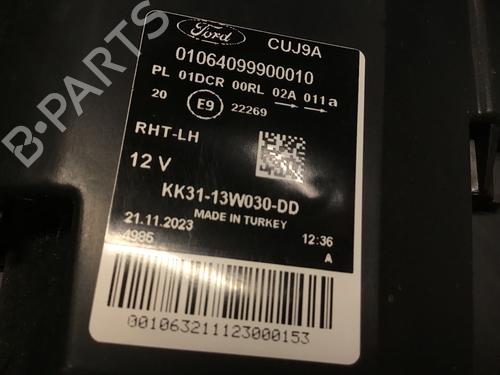 Ford CUJ9A
01064099900010
PL 01DCR 00RL 02A 011a
20 E9 22269
RHT-LH
12 V
KK31-13W030-DD
21.11.2023 MADE IN TURKEY 12:36
4985 A
001063211123000153
B-PARTS